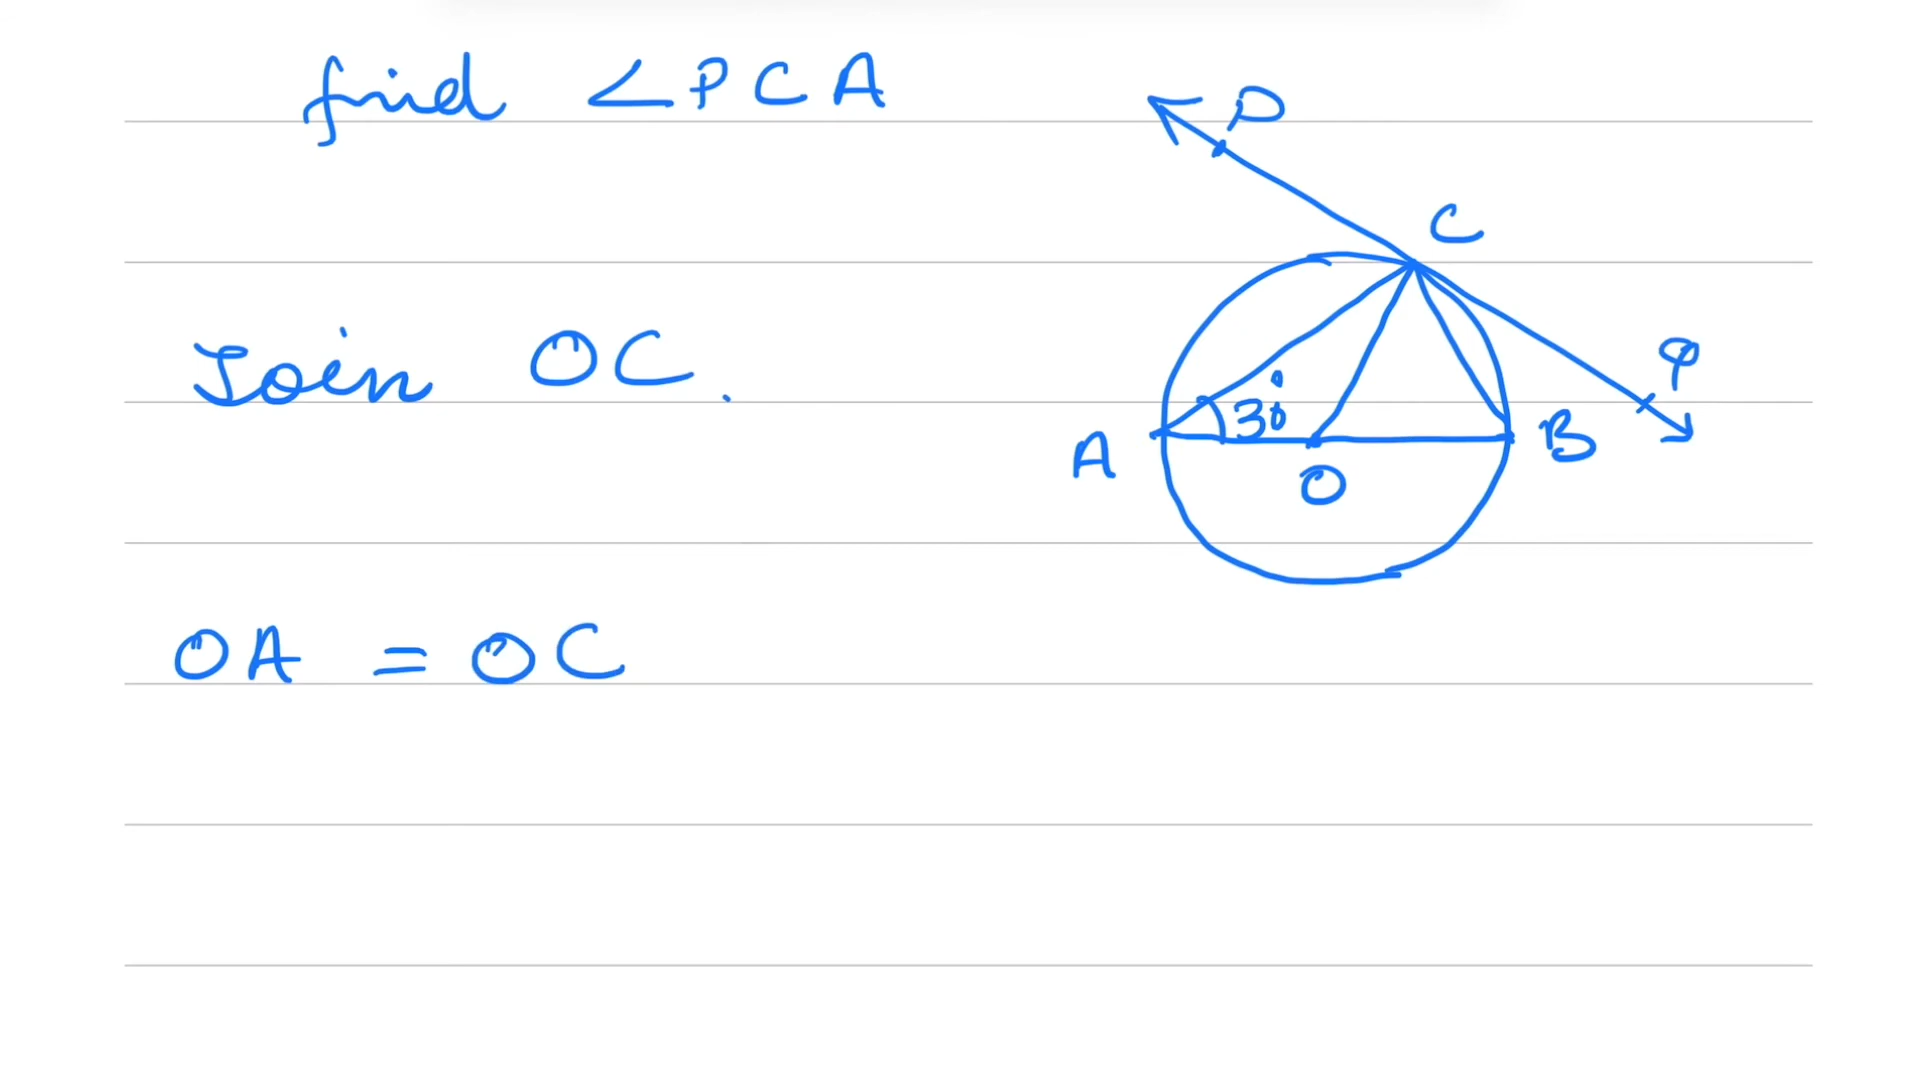 find ∠PCA
P
C
Join OC.
Q
30°
A
B
O
OA = OC